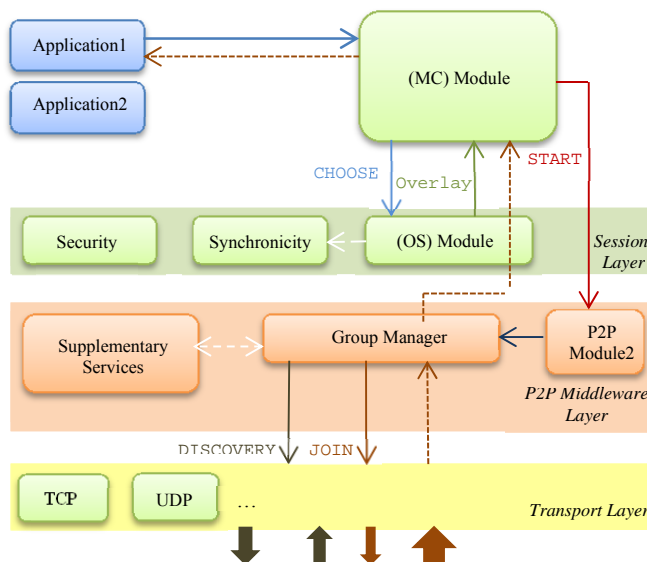 Application1
(MC) Module
Application2
START
CHOOSE
Overlay
Security
Synchronicity
(OS) Module
Session
Layer
Supplementary
Services
Group Manager
P2P
Module2
P2P Middleware
Layer
DISCOVERY
JOIN
TCP
UDP
...
Transport Layer